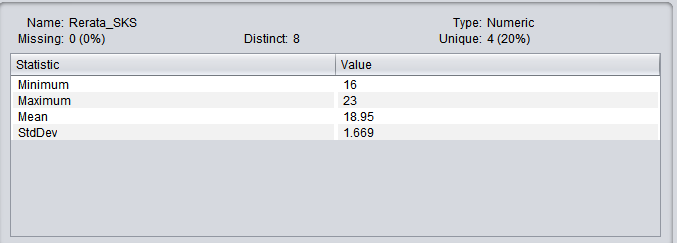 Name: Rerata_SKS Type: Numeric
Missing: 0 (0%) Distinct: 8 Unique: 4 (20%)
Statistic Value
Minimum 16
Maximum 23
Mean 18.95
StdDev 1.669